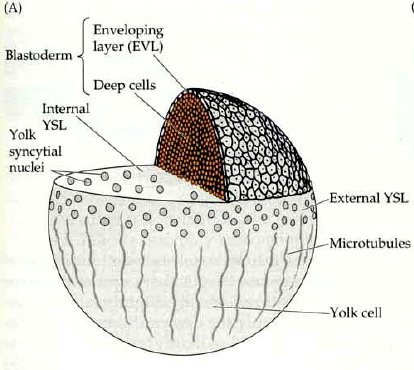 (A)
Enveloping
layer (EVL)
Blastoderm
Deep cells
Internal
YSL
Yolk
syncytial
nuclei
External YSL
Microtubules
Yolk cell